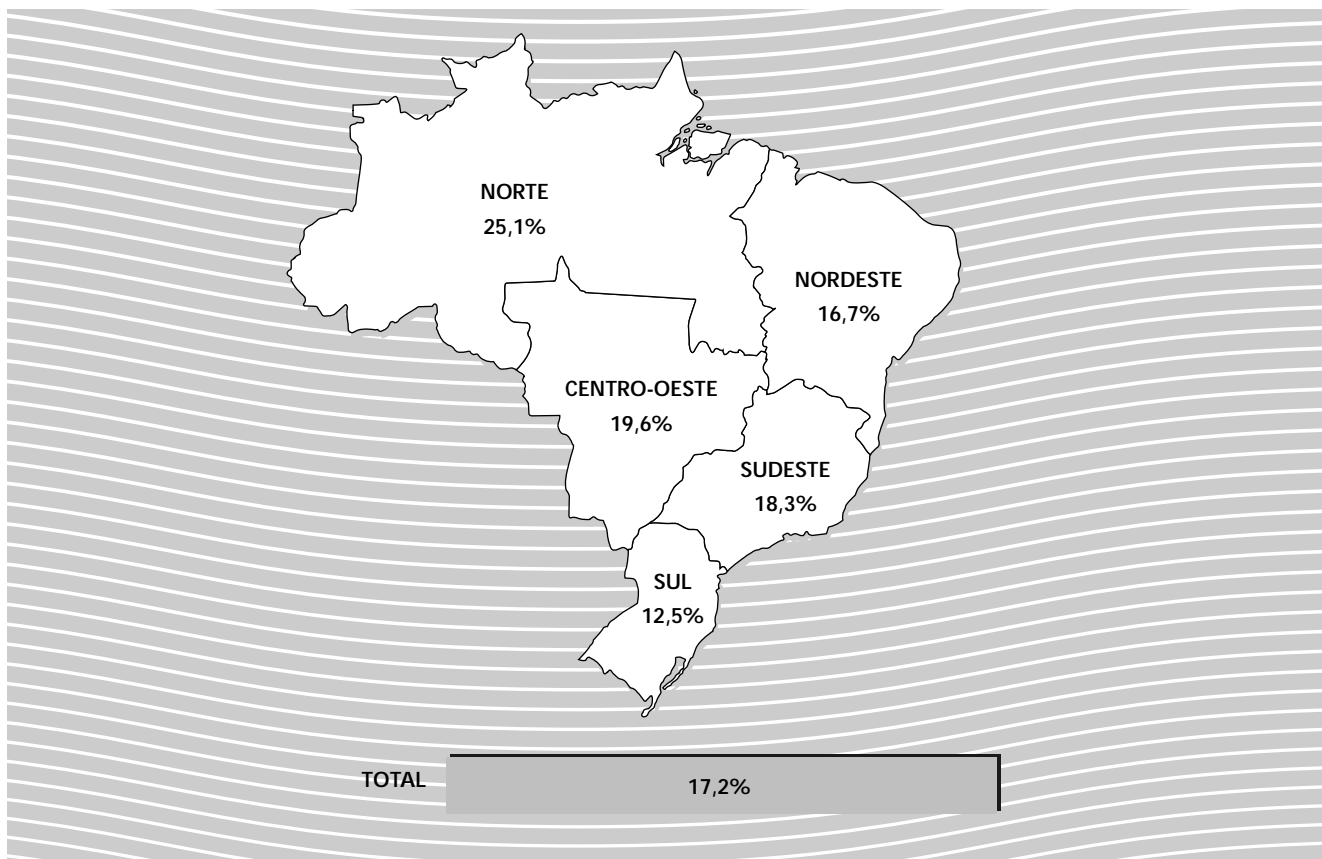 NORTE
25,1%
NORDESTE
16,7%
CENTRO-OESTE
19,6%
SUDESTE
18,3%
SUL
12,5%
TOTAL
17,2%